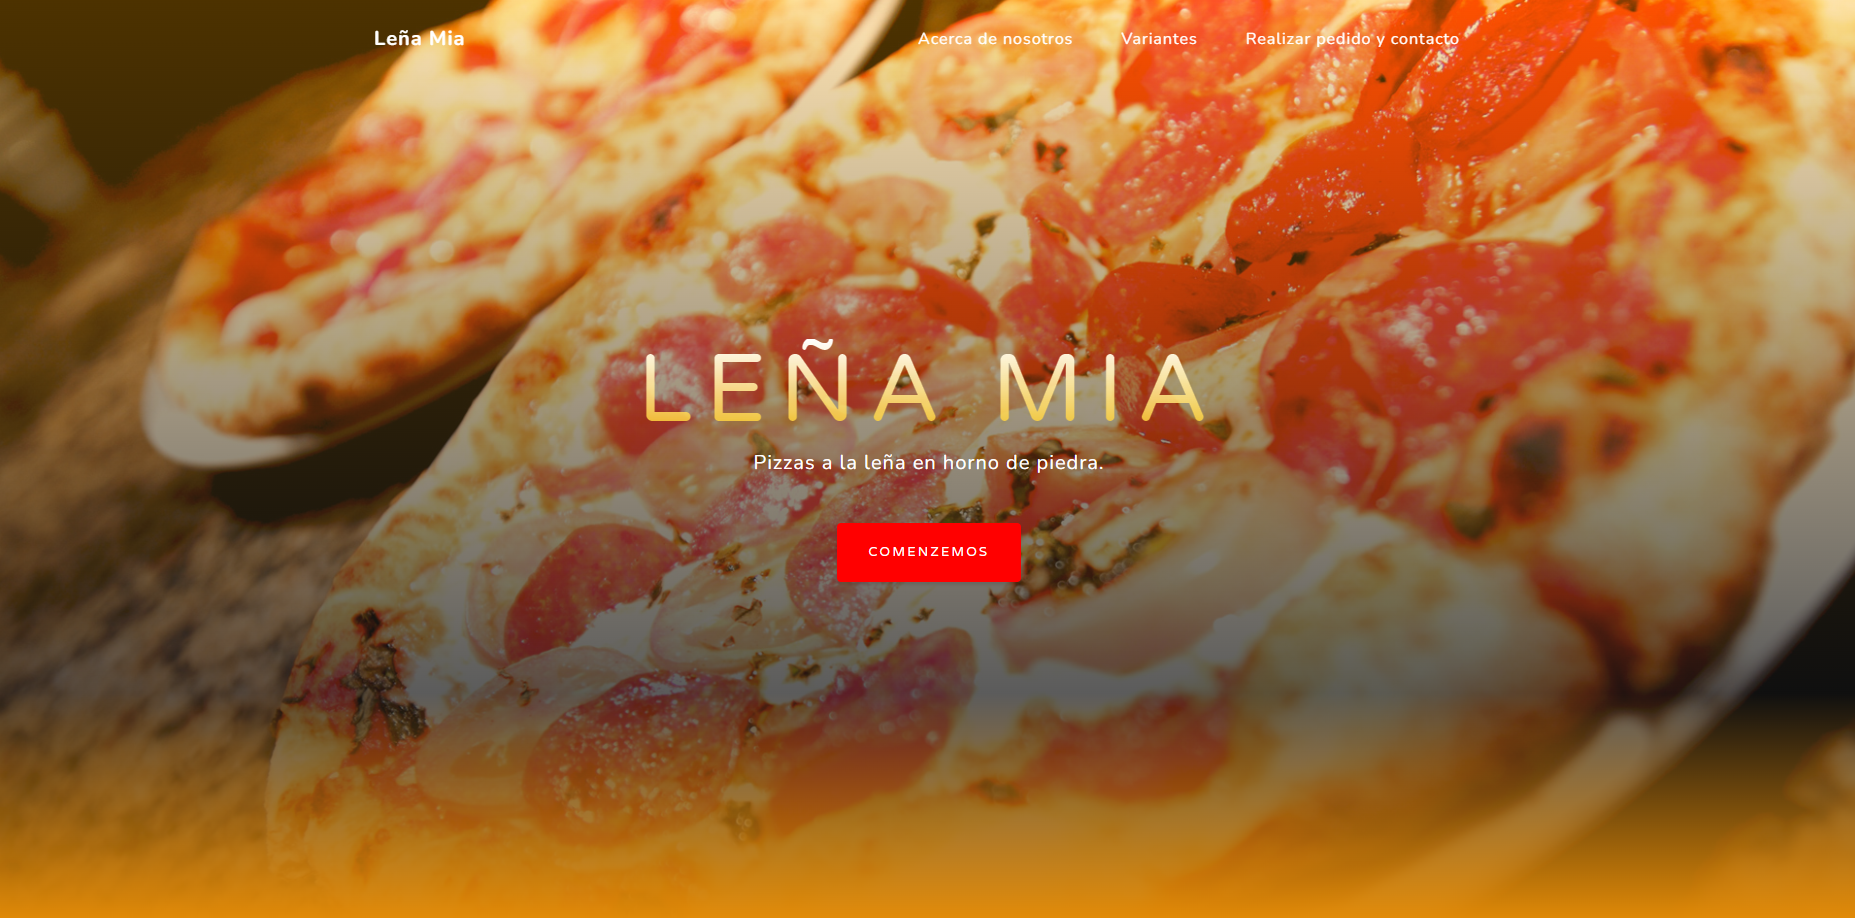 Leña Mia
Acerca de nosotros
Variantes
Realizar pedido y contacto
LEÑA MIA
Pizzas a la leña en horno de piedra.
COMENZEMOS